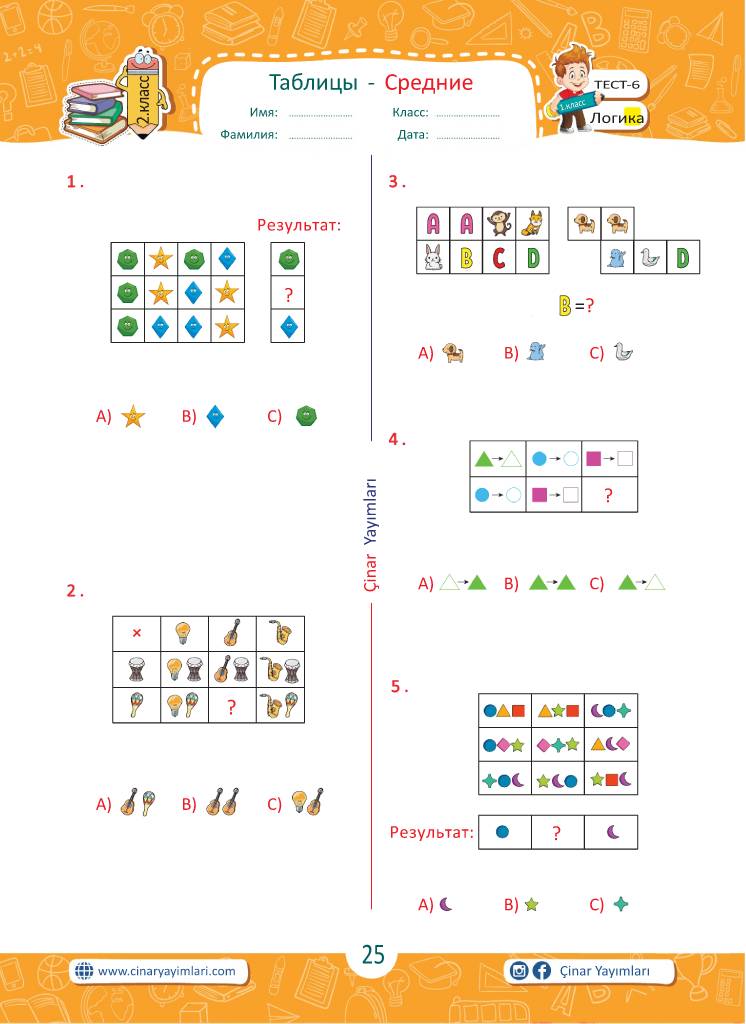 2.класс
Таблицы - Средние
Имя: ........................ Класс: ........................
Фамилия: ........................ Дата: ........................
1.класс
ТЕСТ-6
Логика
1.
Результат:
?
A) B) C)
2.
×
?
A) B) C)
3.
A A
B C D
D
B =?
A) B) C)
4.
?
A) B) C)
5.
Результат: ?
A) B) C)
Çinar Yayımları
25
www.cinaryayimlari.com
Çinar Yayımları